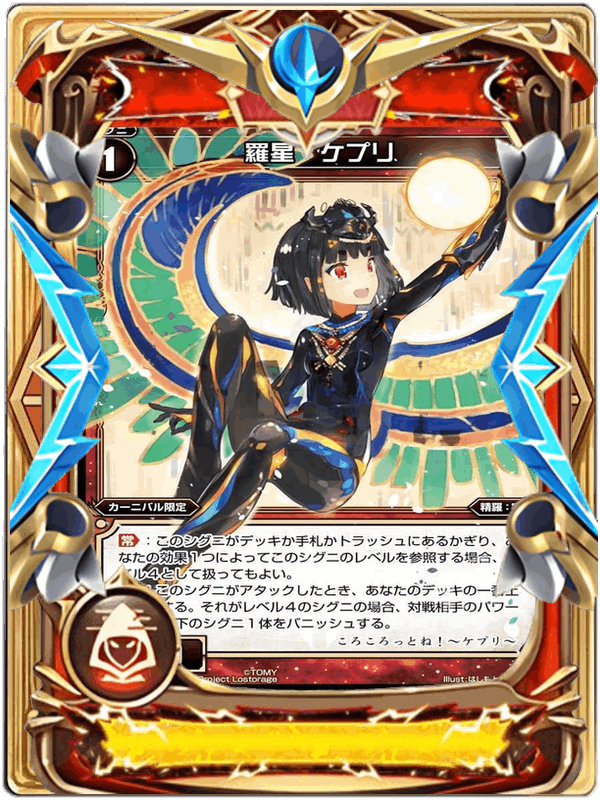 1
羅星 ケプリ
カーニバル限定
精羅:
常:このシグニがデッキか手札かトラッシュにあるかぎり、
なたの効果1つによってこのシグニのレベルを参照する場合、
ル4として扱ってもよい。
このシグニがアタックしたとき、あなたのデッキの一番上
する。それがレベル4のシグニの場合、対戦相手のパワー
下のシグニ1体をバニッシュする。
ころころっとね!~ケプリ~
©TOMY
Project Lostorage
Illust:はしもと